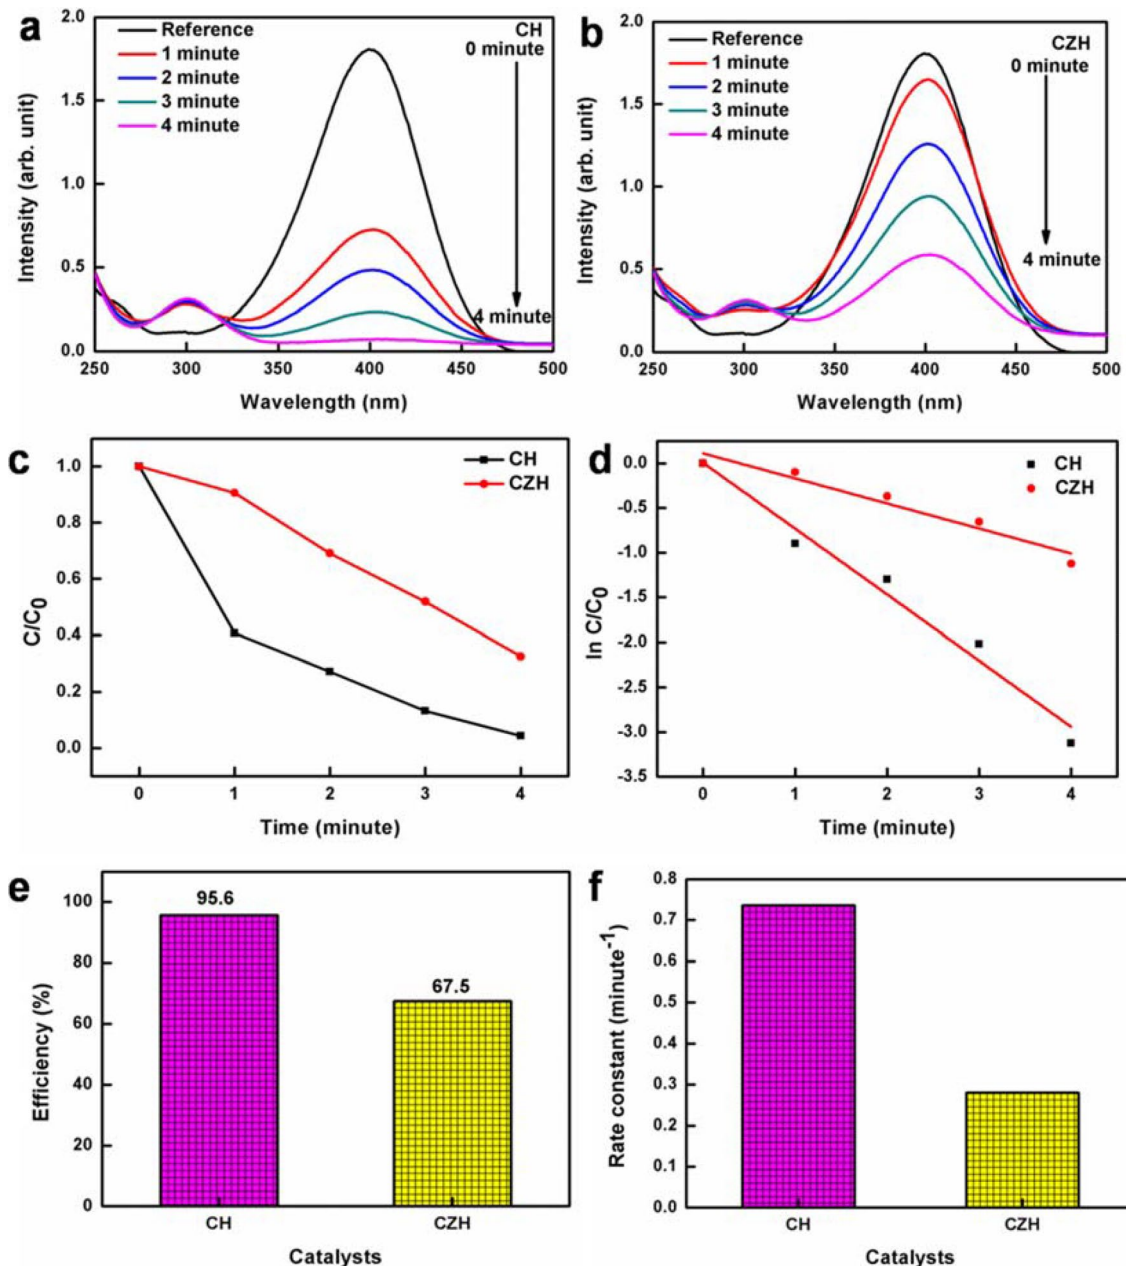 a
2.0
1.5
1.0
0.5
0.0
Intensity (arb. unit)
Reference
1 minute
2 minute
3 minute
4 minute
CH
0 minute
4 minute
250 300 350 400 450 500
Wavelength (nm)
b
2.0
1.5
1.0
0.5
0.0
Intensity (arb. unit)
Reference
1 minute
2 minute
3 minute
4 minute
CZH
0 minute
4 minute
250 300 350 400 450 500
Wavelength (nm)
c
1.0
0.8
0.6
0.4
0.2
0.0
C/C0
CH
CZH
0 1 2 3 4
Time (minute)
d
0.0
-0.5
-1.0
-1.5
-2.0
-2.5
-3.0
-3.5
ln C/C0
CH
CZH
0 1 2 3 4
Time (minute)
e
100
80
60
40
20
0
Efficiency (%)
95.6
67.5
CH CZH
Catalysts
f
0.8
0.7
0.6
0.5
0.4
0.3
0.2
0.1
0.0
Rate constant (minute-1)
CH CZH
Catalysts